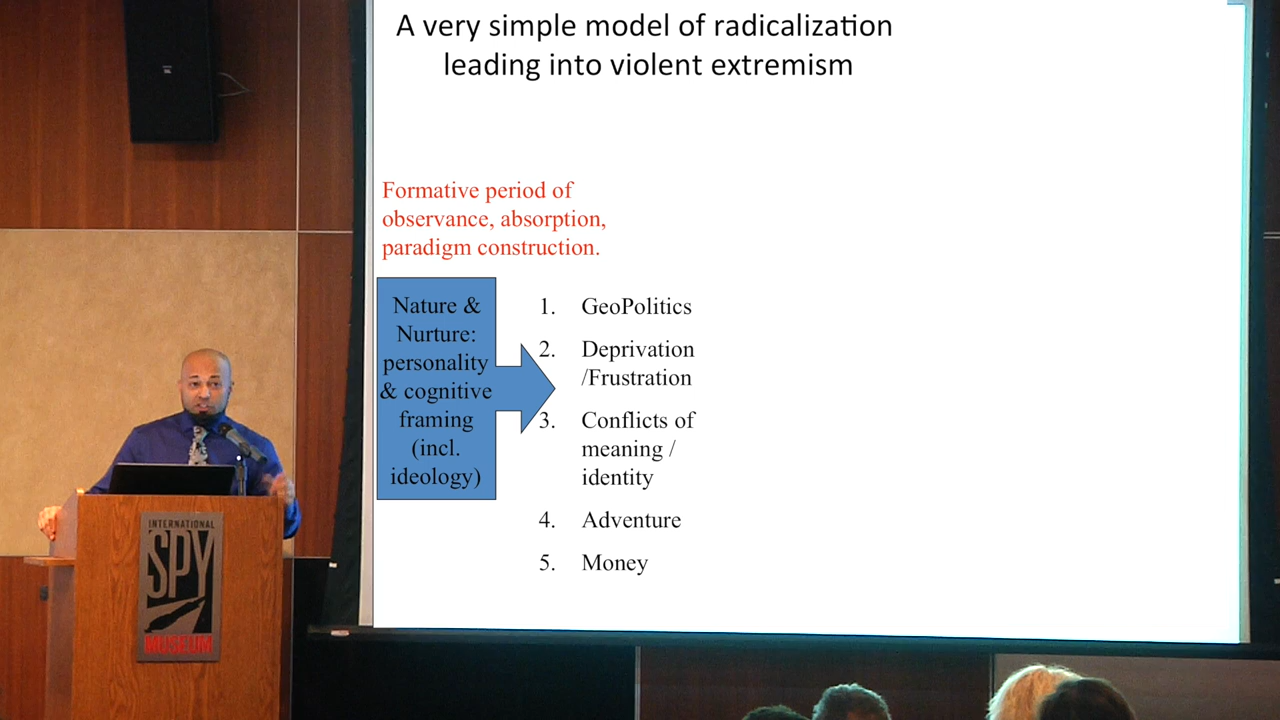 A very simple model of radicalization
leading into violent extremism
Formative period of
observance, absorption,
paradigm construction.
Nature &
Nurture:
personality
& cognitive
framing
(incl.
ideology)
1. GeoPolitics
2. Deprivation
/Frustration
3. Conflicts of
meaning /
identity
4. Adventure
5. Money
INTERNATIONAL
SPY
MUSEUM